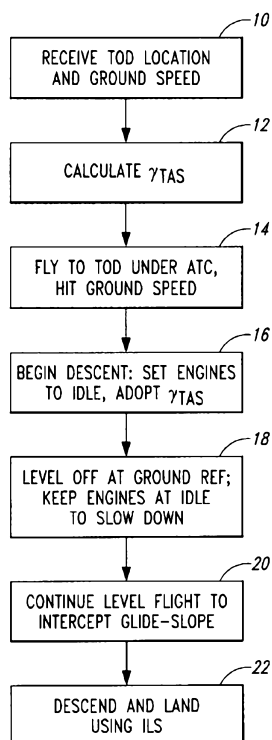 10
RECEIVE TOD LOCATION
AND GROUND SPEED
12
CALCULATE γTAS
14
FLY TO TOD UNDER ATC,
HIT GROUND SPEED
16
BEGIN DESCENT: SET ENGINES
TO IDLE, ADOPT γTAS
18
LEVEL OFF AT GROUND REF;
KEEP ENGINES AT IDLE
TO SLOW DOWN
20
CONTINUE LEVEL FLIGHT TO
INTERCEPT GLIDE-SLOPE
22
DESCEND AND LAND
USING ILS